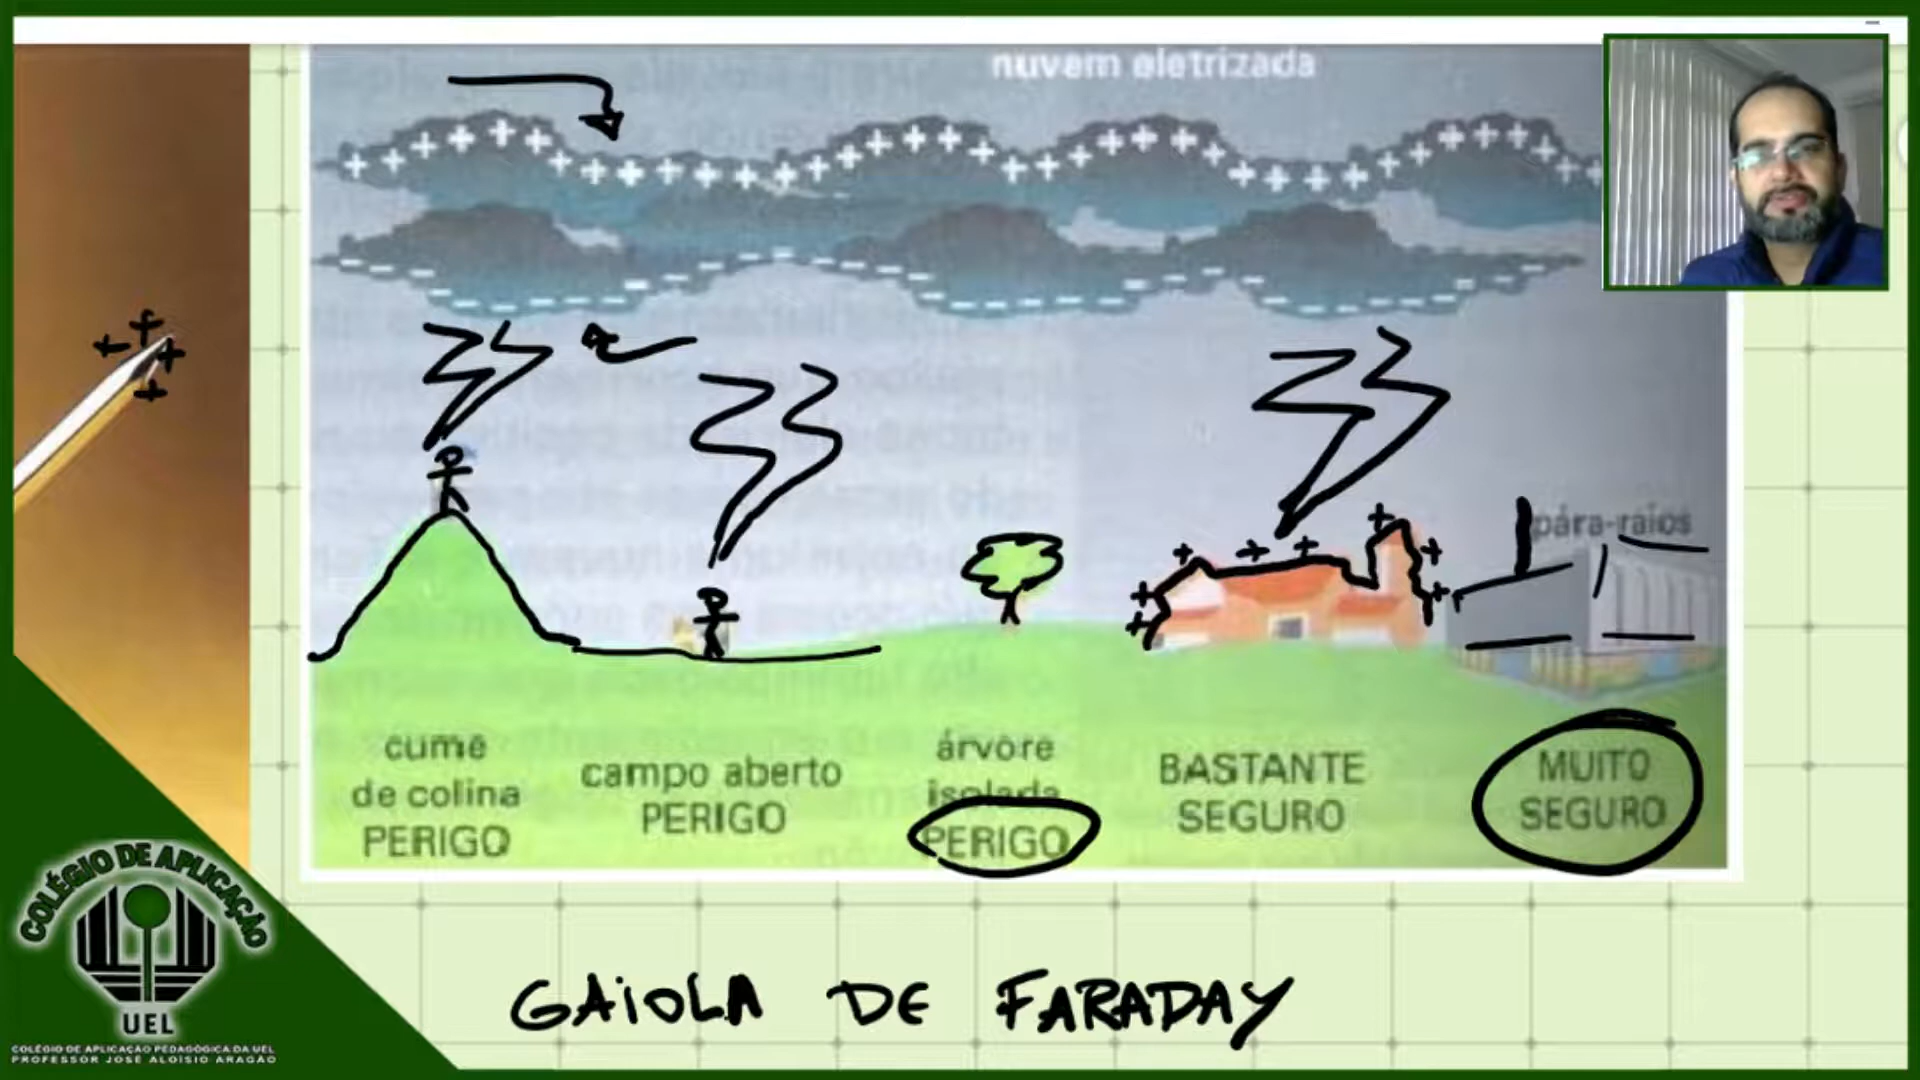 nuvem eletrizada
pára-raios
cume
de colina
PERIGO
campo aberto
PERIGO
árvore
isolada
PERIGO
BASTANTE
SEGURO
MUITO
SEGURO
GAIOLA DE FARADAY
COLÉGIO DE APLICAÇÃO
UEL
COLÉGIO DE APLICAÇÃO PEDAGÓGICA DA UEL
PROFESSOR JOSÉ ALOÍSIO ARAGÃO